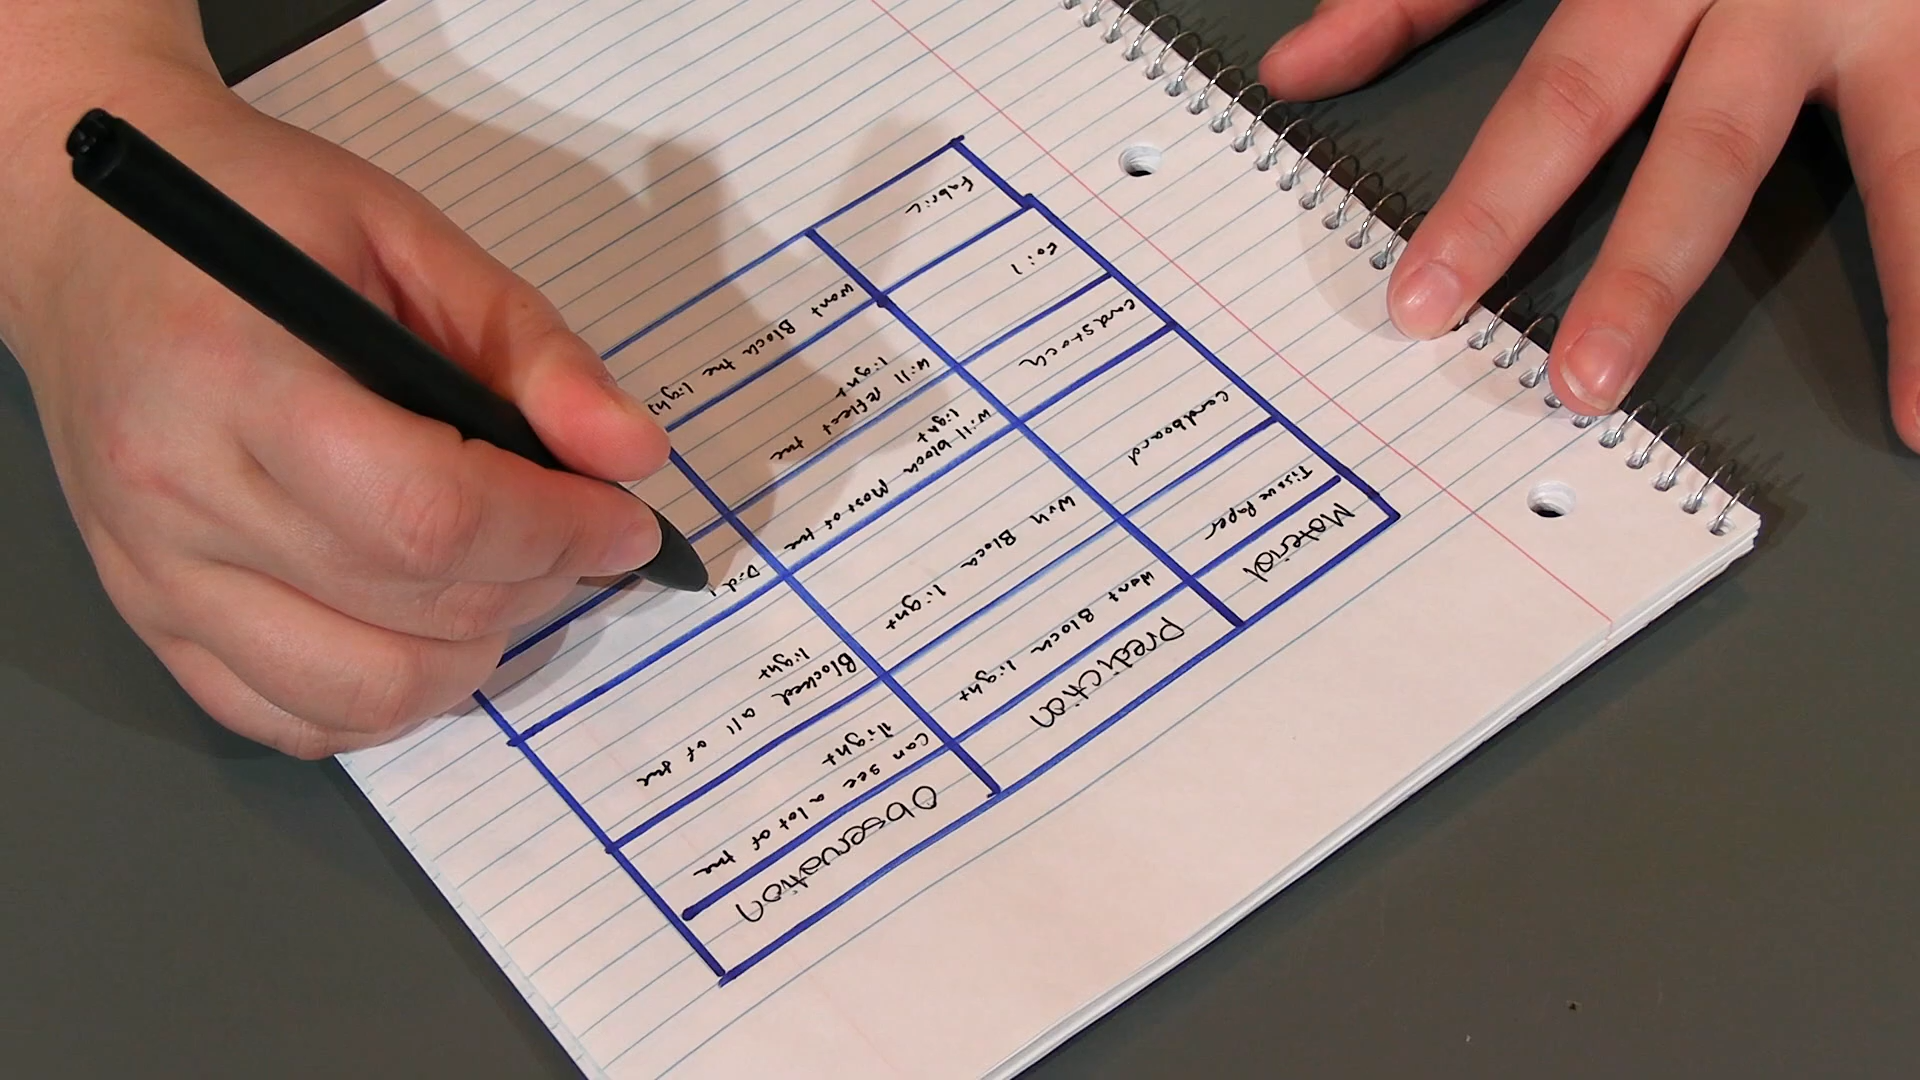 Material
Prediction
Observation
Tissue Paper
Wont Block light
Can see a lot of the
light
Cardboard
Will Block light
Blocked all of the
light
Cardstock
Will block Most of the
light
Did
Foil
Will reflect the
light
Fabric
Wont Block the light